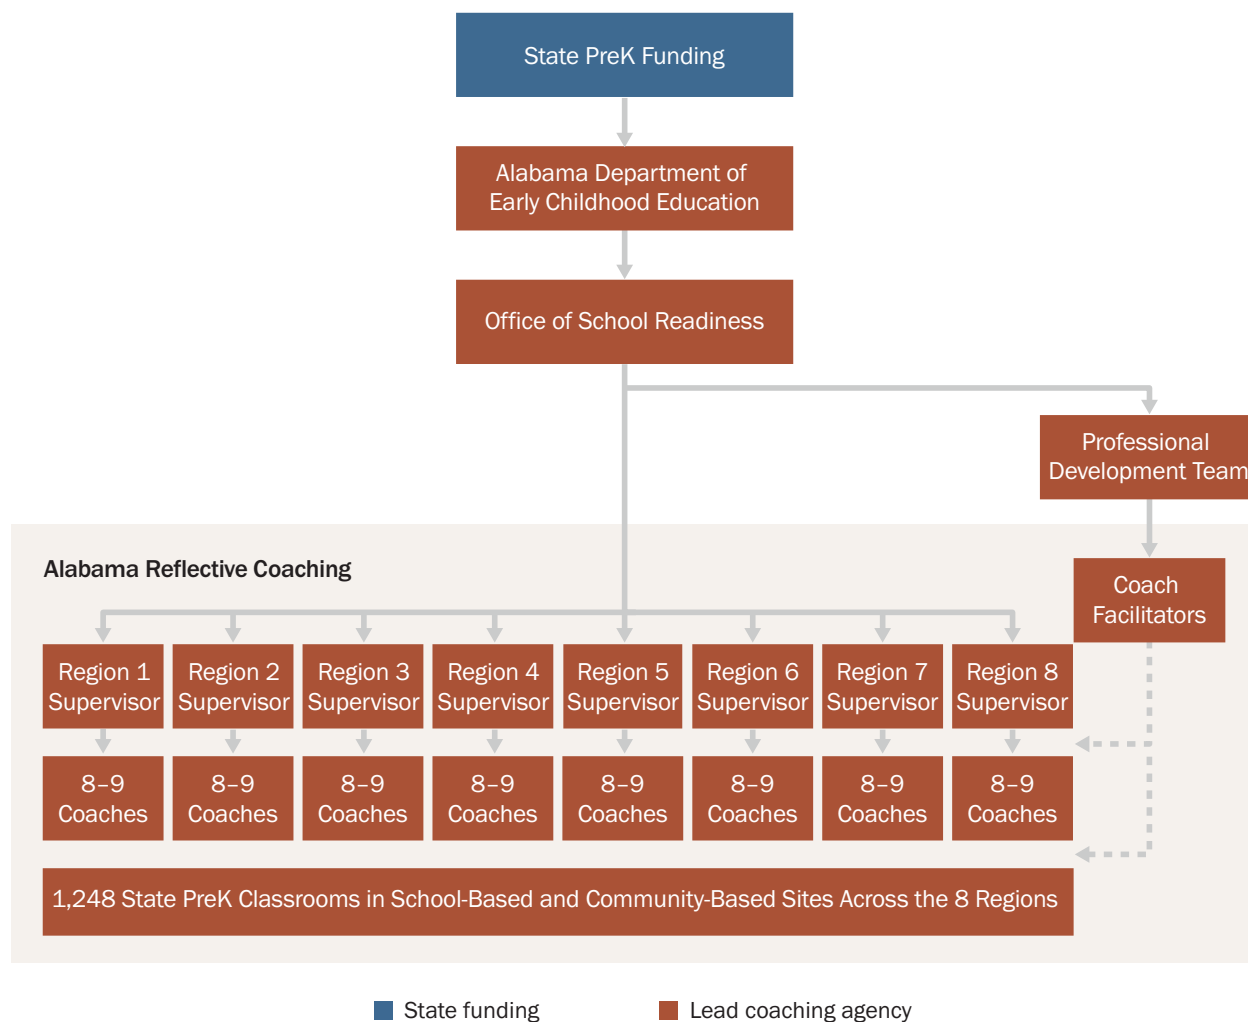 State PreK Funding
Alabama Department of
Early Childhood Education
Office of School Readiness
Professional
Development Team
Alabama Reflective Coaching
Coach
Facilitators
Region 1
Supervisor
Region 2
Supervisor
Region 3
Supervisor
Region 4
Supervisor
Region 5
Supervisor
Region 6
Supervisor
Region 7
Supervisor
Region 8
Supervisor
8–9
Coaches
8–9
Coaches
8–9
Coaches
8–9
Coaches
8–9
Coaches
8–9
Coaches
8–9
Coaches
8–9
Coaches
1,248 State PreK Classrooms in School-Based and Community-Based Sites Across the 8 Regions
State funding
Lead coaching agency